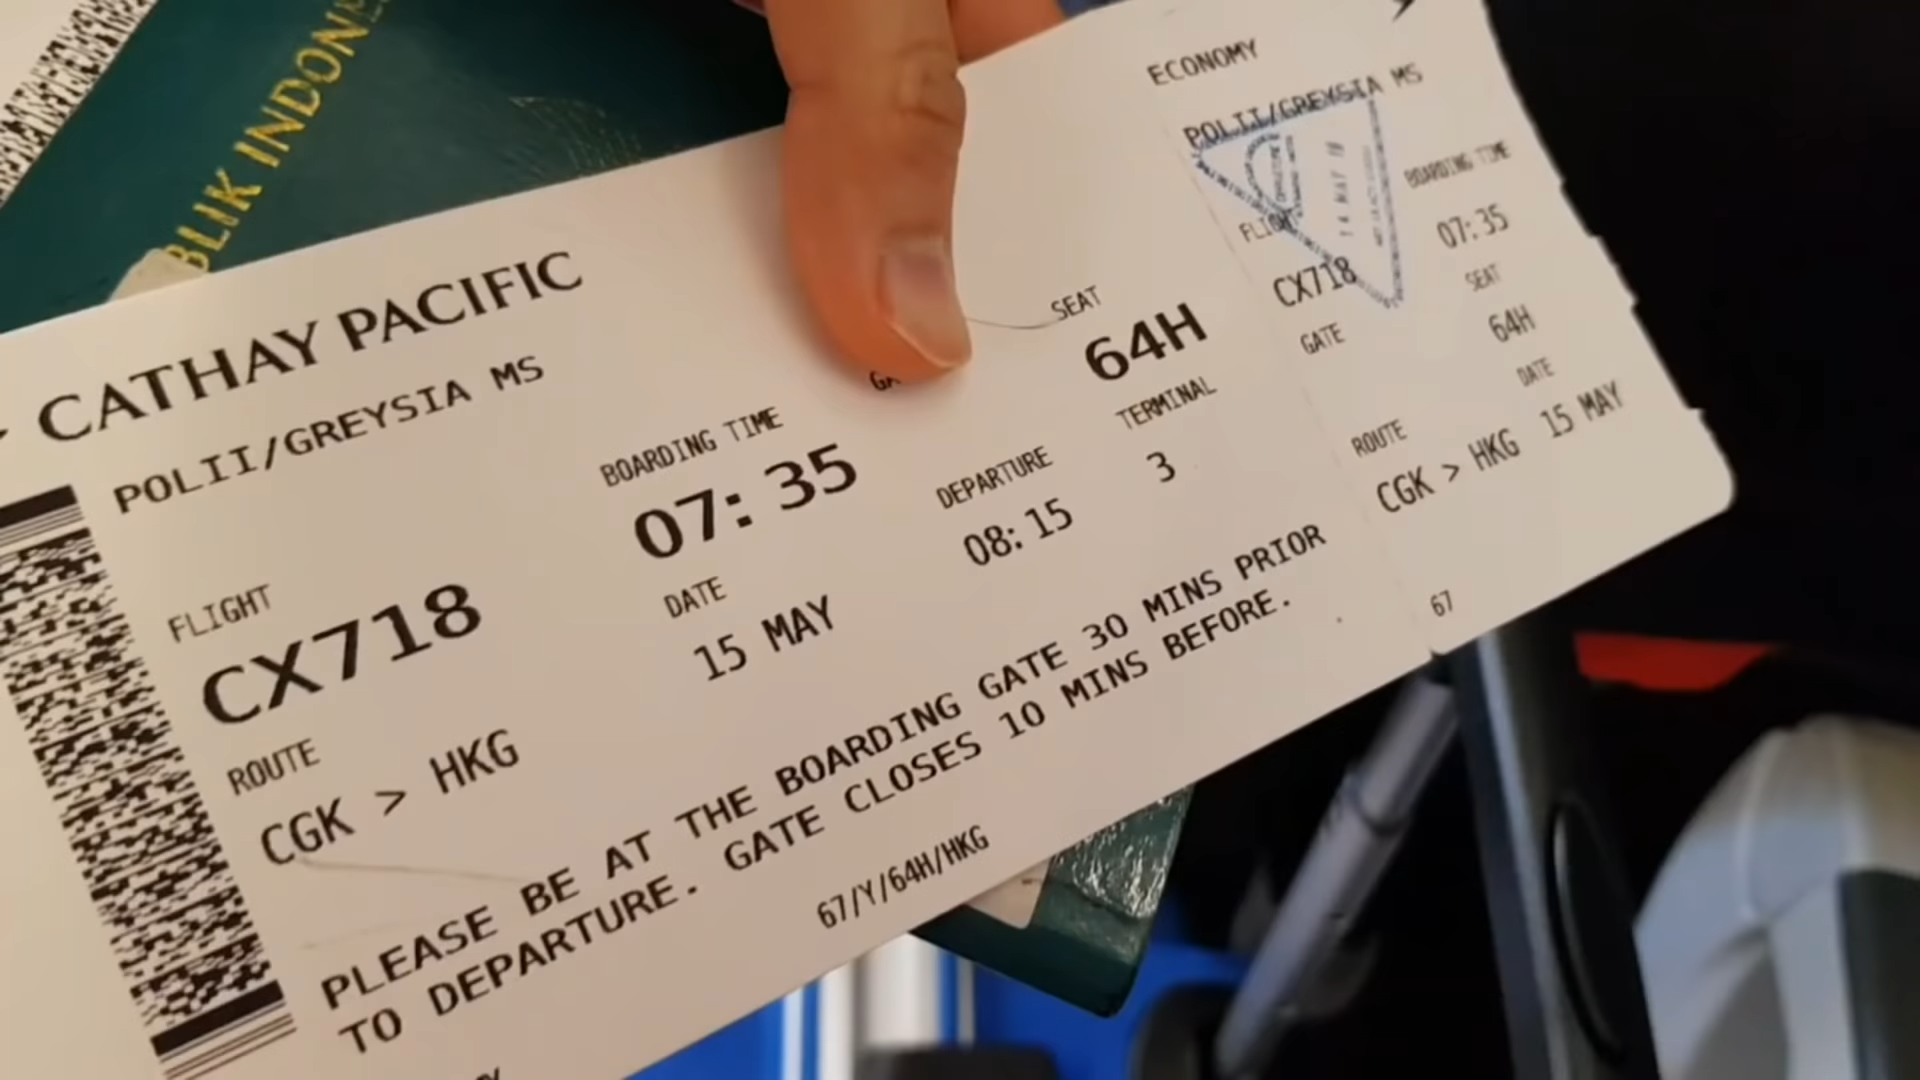 BLIK INDONE
CATHAY PACIFIC
POLII/GREYSIA MS
FLIGHT
CX718
ROUTE
CGK > HKG
BOARDING TIME
07:35
DATE
15 MAY
DEPARTURE
08:15
SEAT
64H
TERMINAL
3
PLEASE BE AT THE BOARDING GATE 30 MINS PRIOR
TO DEPARTURE. GATE CLOSES 10 MINS BEFORE.
67/Y/64H/HKG
ECONOMY
POLII/GREYSIA MS
FLIGHT
CX718
BOARDING TIME
07:35
GATE
SEAT
64H
ROUTE
CGK > HKG
DATE
15 MAY
67
14 MAY